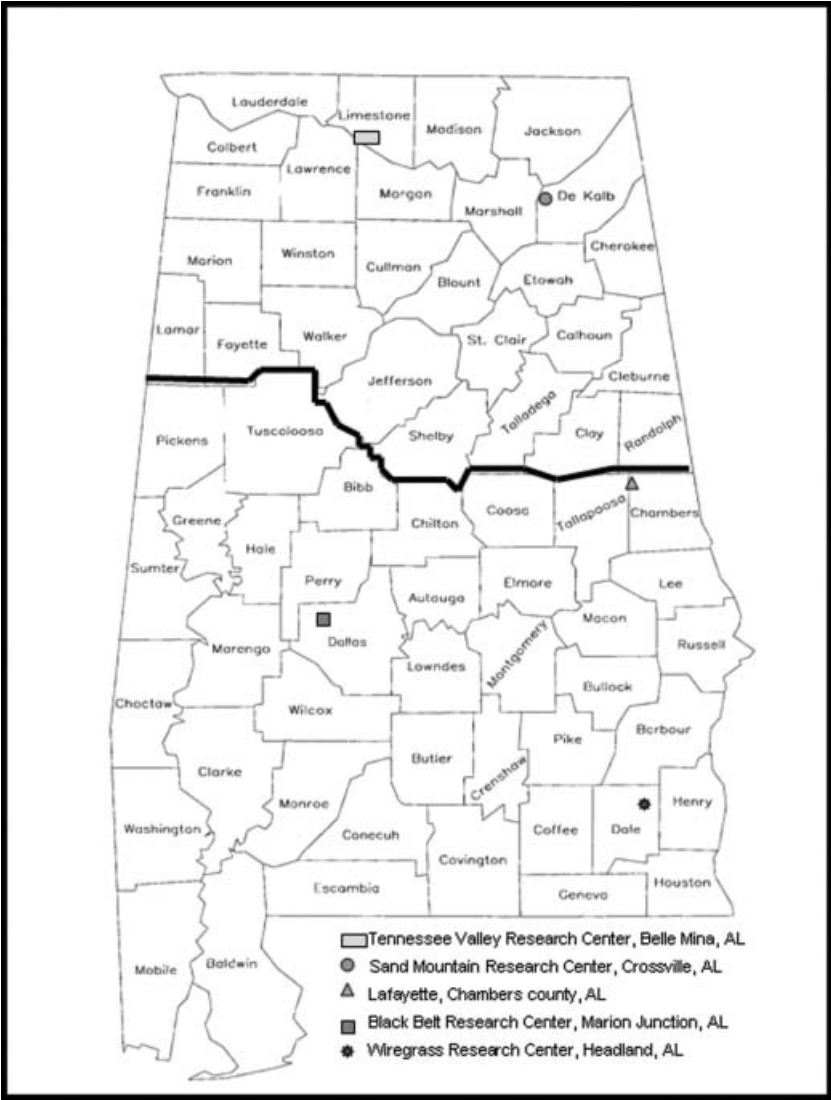 Lauderdale
Limestone
Madison
Jackson
Colbert
Lawrence
Franklin
Morgan
Marshall
De Kalb
Cherokee
Marion
Winston
Cullman
Blount
Etowah
Lamar
Fayette
Walker
St. Clair
Calhoun
Jefferson
Cleburne
Talladega
Pickens
Tuscaloosa
Shelby
Clay
Randolph
Bibb
Greene
Chilton
Coosa
Tallapoosa
Chambers
Hale
Sumter
Perry
Elmore
Lee
Autauga
Macon
Dallas
Marengo
Lowndes
Montgomery
Russell
Bullock
Choctaw
Wilcox
Pike
Barbour
Butler
Crenshaw
Clarke
Monroe
Henry
Washington
Conecuh
Coffee
Dale
Covington
Escambia
Geneva
Houston
Mobile
Baldwin
Tennessee Valley Research Center, Belle Mina, AL
Sand Mountain Research Center, Crossville, AL
Lafayette, Chambers county, AL
Black Belt Research Center, Marion Junction, AL
Wiregrass Research Center, Headland, AL